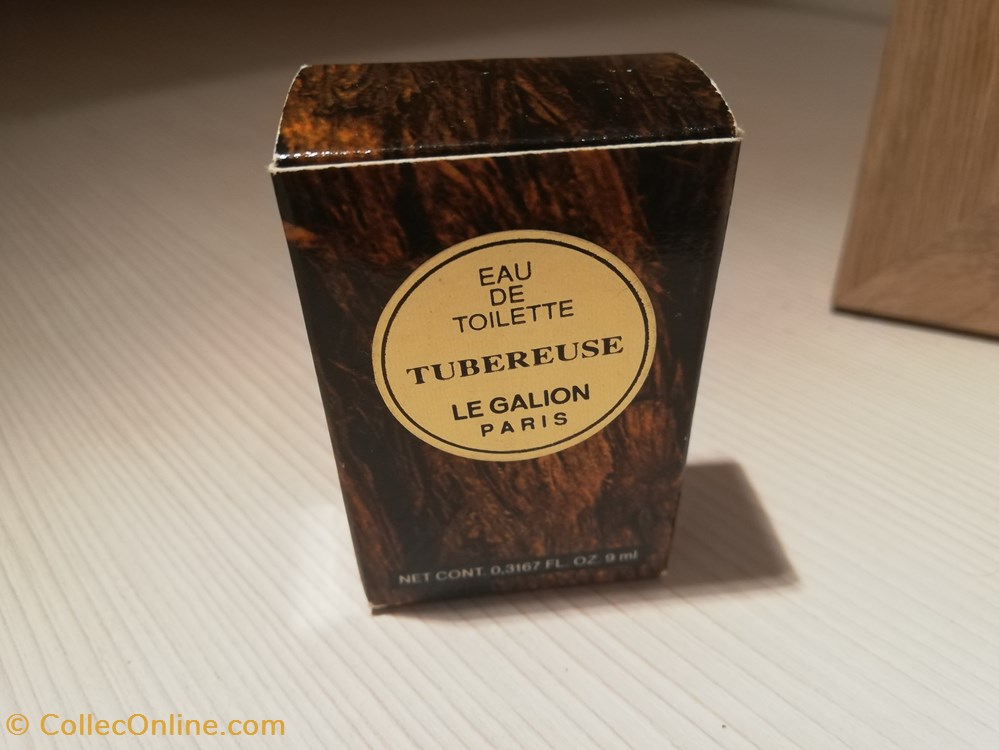 EAU
DE
TOILETTE
TUBEREUSE
LE GALION
PARIS
NET CONT. 0.3167 FL. OZ. 9 ml
© CollecOnline.com